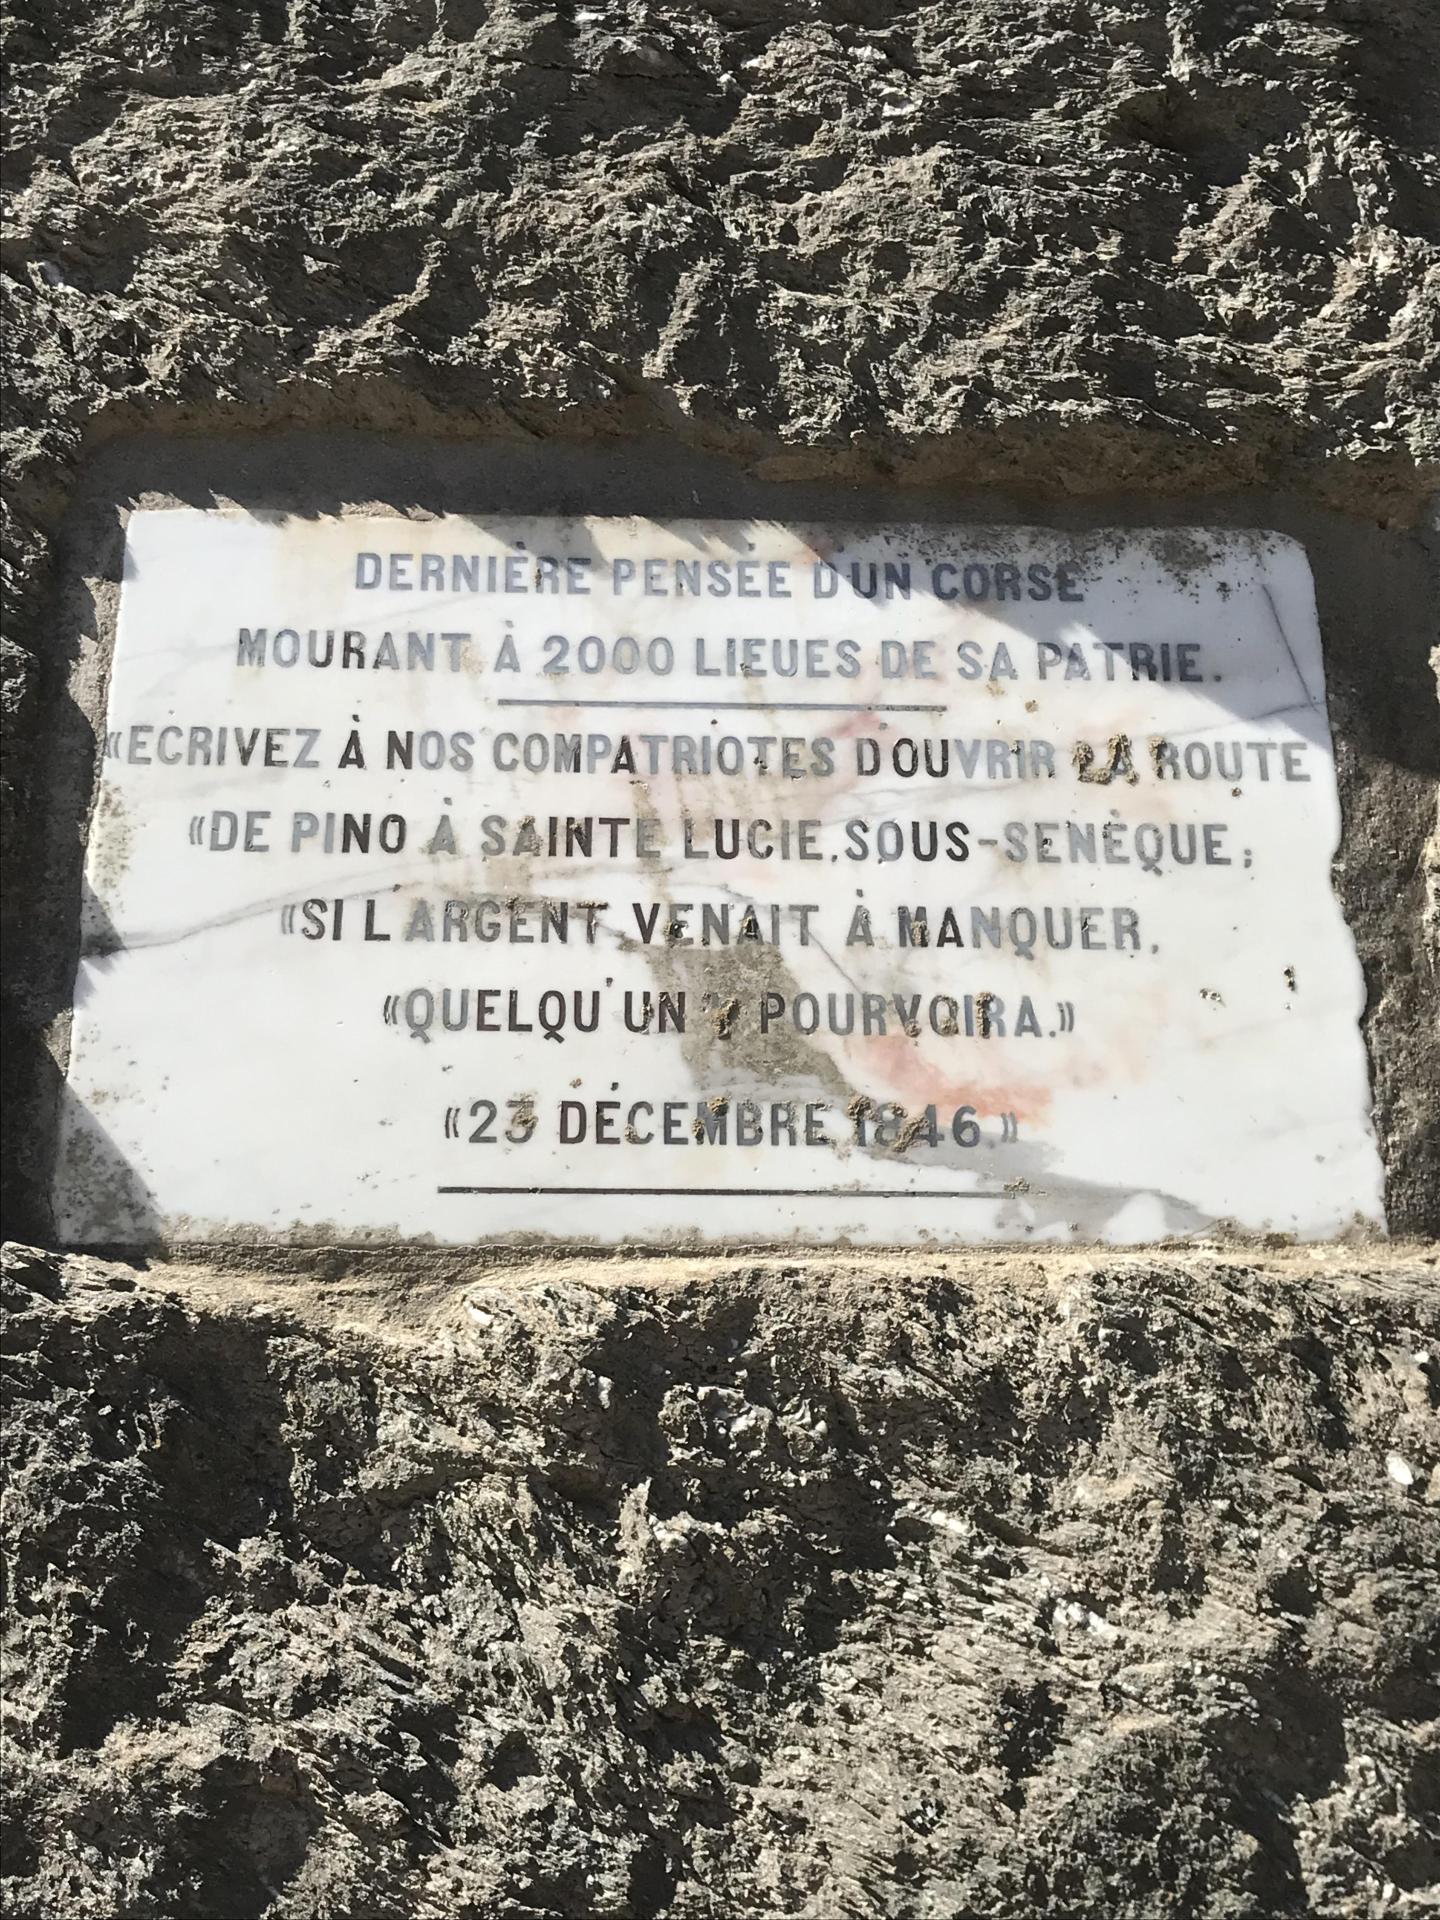 DERNIÈRE PENSÉE D'UN CORSE
MOURANT À 2000 LIEUES DE SA PATRIE.
«ECRIVEZ À NOS COMPATRIOTES D'OUVRIR LA ROUTE
«DE PINO À SAINTE LUCIE, SOUS-SENÈQUE;
«SI L'ARGENT VENAIT À MANQUER,
«QUELQU'UN Y POURVOIRA.»
«23 DÉCEMBRE 1846.»